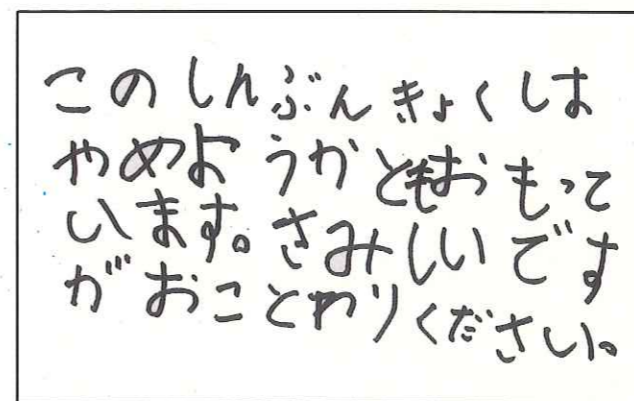 このしんぶんきょくしは
やめようかともおもって
います。さみしいです
がおことわりください。